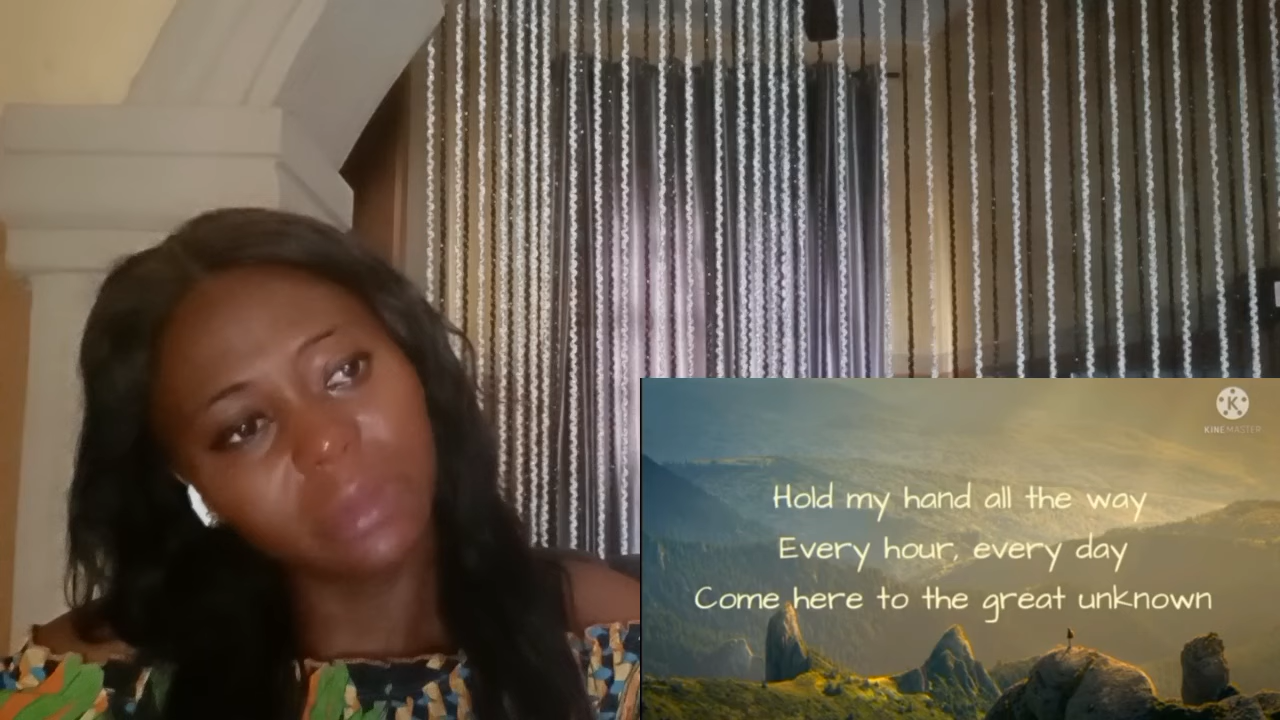 KINEMASTER
Hold my hand all the way
Every hour, every day
Come here to the great unknown